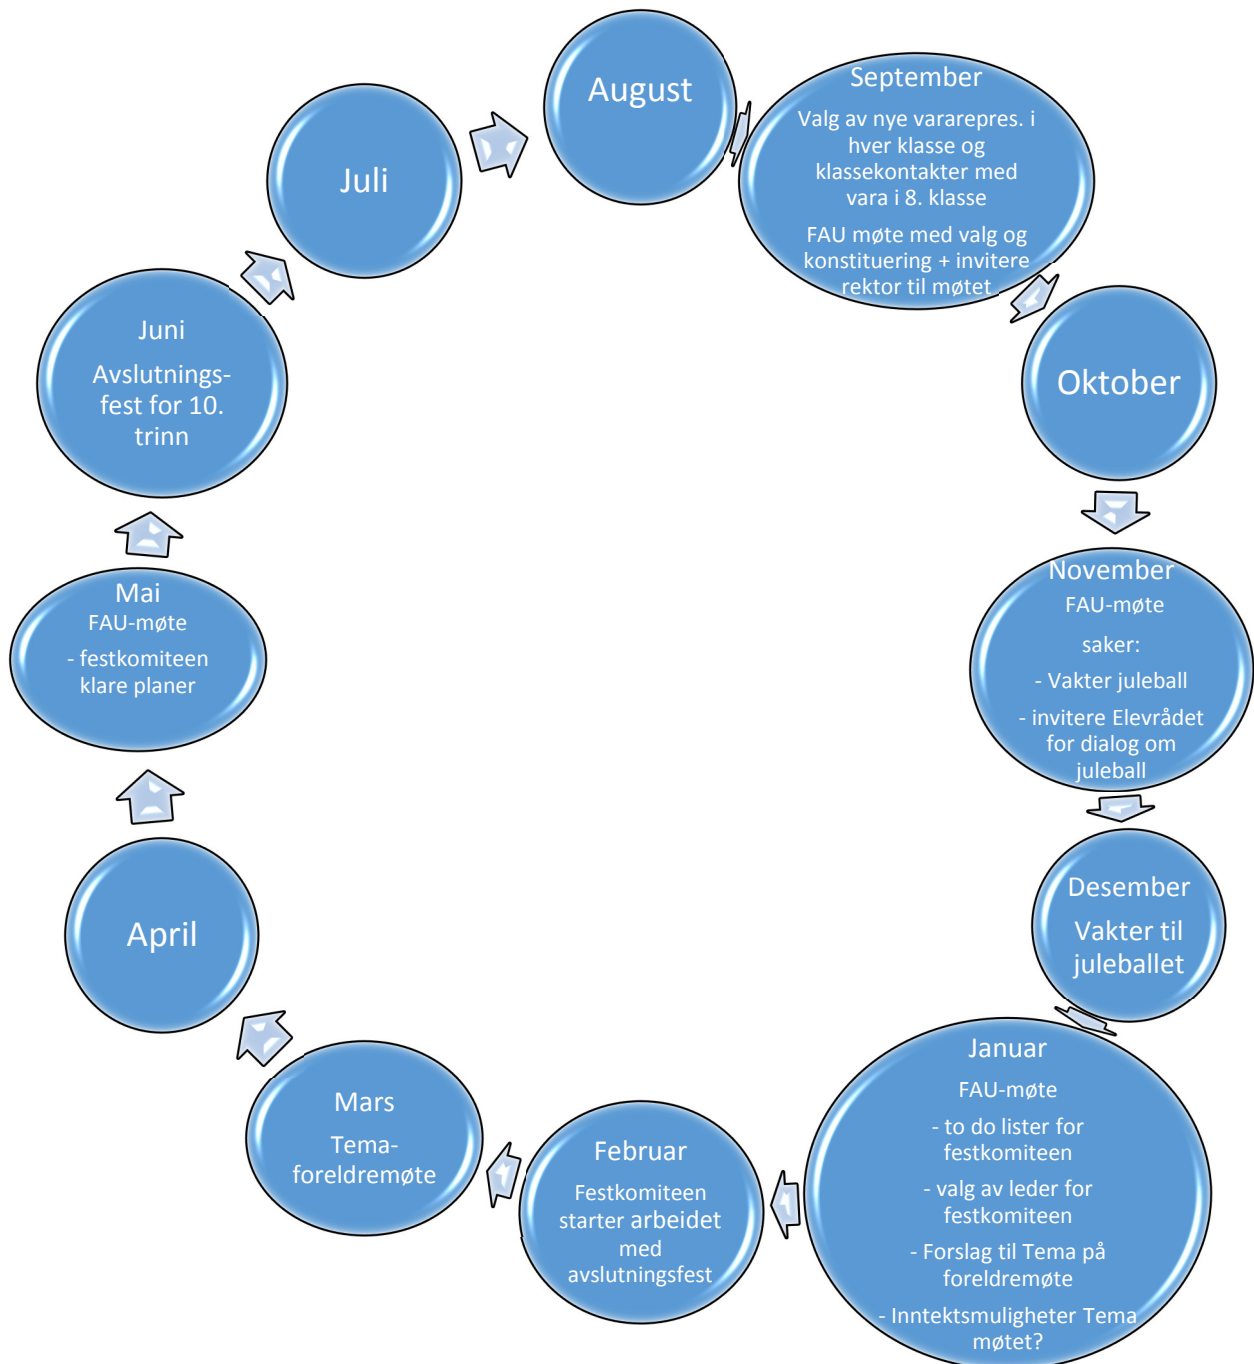 August
September
Valg av nye vararepres. i
hver klasse og
klassekontakter med
vara i 8. klasse
FAU møte med valg og
konstituering + invitere
rektor til møtet
Oktober
November
FAU-møte
saker:
- Vakter juleball
- invitere Elevrådet
for dialog om
juleball
Desember
Vakter til
juleballet
Januar
FAU-møte
- to do lister for
festkomiteen
- valg av leder for
festkomiteen
- Forslag til Tema på
foreldremøte
- Inntektsmuligheter Tema
møtet?
Februar
Festkomiteen
starter arbeidet
med
avslutningsfest
Mars
Tema-
foreldremøte
April
Mai
FAU-møte
- festkomiteen
klare planer
Juni
Avslutnings-
fest for 10.
trinn
Juli